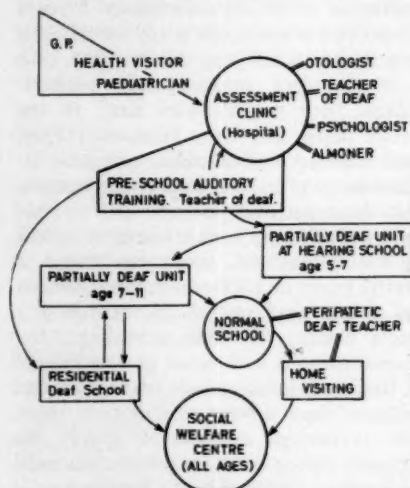 G.P.
HEALTH VISITOR
PAEDIATRICIAN
ASSESSMENT
CLINIC
(Hospital)
OTOLOGIST
TEACHER
OF DEAF
PSYCHOLOGIST
ALMONER
PRE-SCHOOL AUDITORY
TRAINING. Teacher of deaf.
PARTIALLY DEAF UNIT
AT HEARING SCHOOL
age 5-7
PARTIALLY DEAF UNIT
age 7-11
NORMAL
SCHOOL
PERIPATETIC
DEAF TEACHER
RESIDENTIAL
Deaf School
HOME
VISITING
SOCIAL
WELFARE
CENTRE
(ALL AGES)